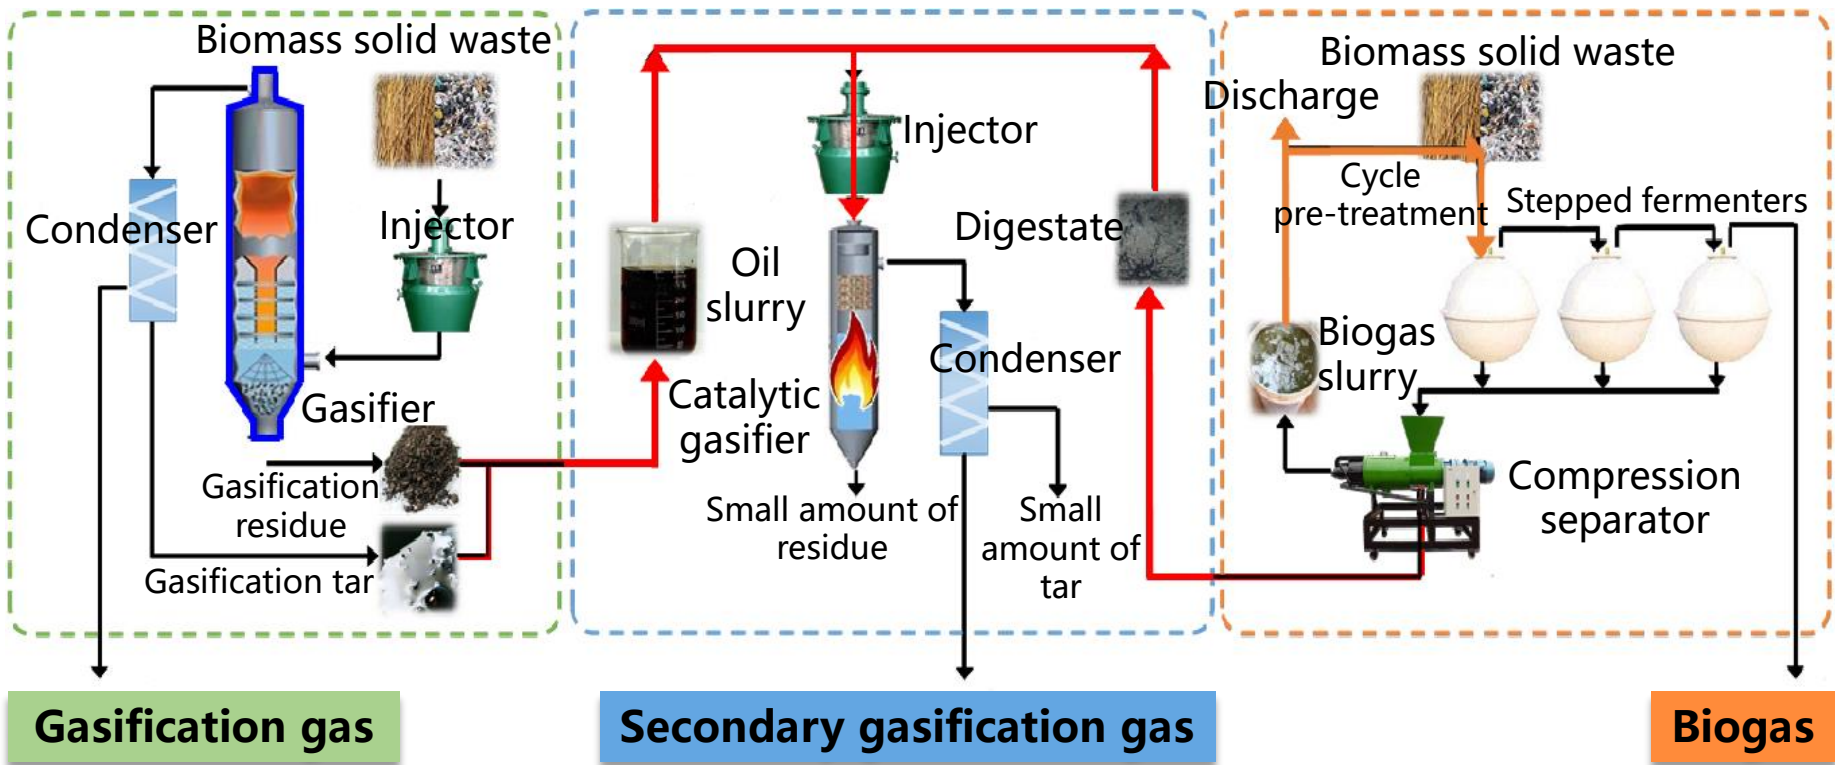 Biomass solid waste
Condenser
Injector
Gasifier
Gasification
residue
Gasification tar
Gasification gas
Injector
Oil
slurry
Digestate
Catalytic
gasifier
Condenser
Small amount of
residue
Small
amount of
tar
Secondary gasification gas
Biomass solid waste
Discharge
Cycle
pre-treatment
Stepped fermenters
Biogas
slurry
Compression
separator
Biogas